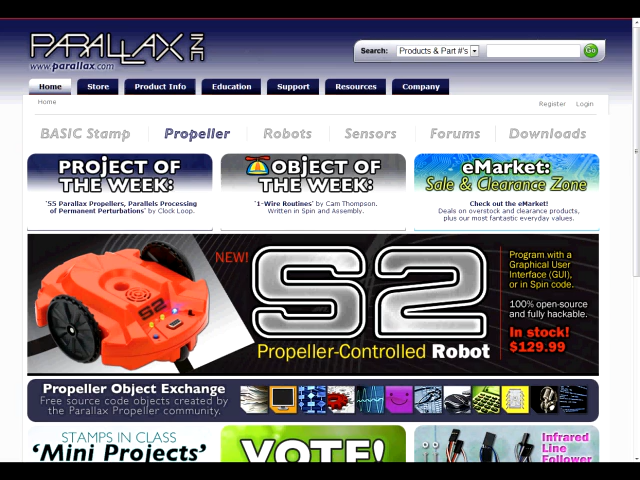 PARALLAX INC
www.parallax.com
Search: Products & Part #'s Go
Home Store Product Info Education Support Resources Company
Home
Register Login
BASIC Stamp Propeller Robots Sensors Forums Downloads
PROJECT OF
THE WEEK:
'55 Parallax Propellers, Parallels Processing
of Permanent Perturbations' by Clock Loop.
OBJECT OF
THE WEEK:
'1-Wire Routines' by Cam Thompson.
Written in Spin and Assembly.
eMarket:
Sale & Clearance Zone
Check out the eMarket!
Deals on overstock and clearance products,
plus our most fantastic everyday values.
S2
NEW!
S2
Propeller-Controlled Robot
Program with a
Graphical User
Interface (GUI),
or in Spin code.
100% open-source
and fully hackable.
In stock!
$129.99
Propeller Object Exchange
Free source code objects created by
the Parallax Propeller community.
STAMPS IN CLASS
'Mini Projects'
VOTE!
Infrared
Line
Follower